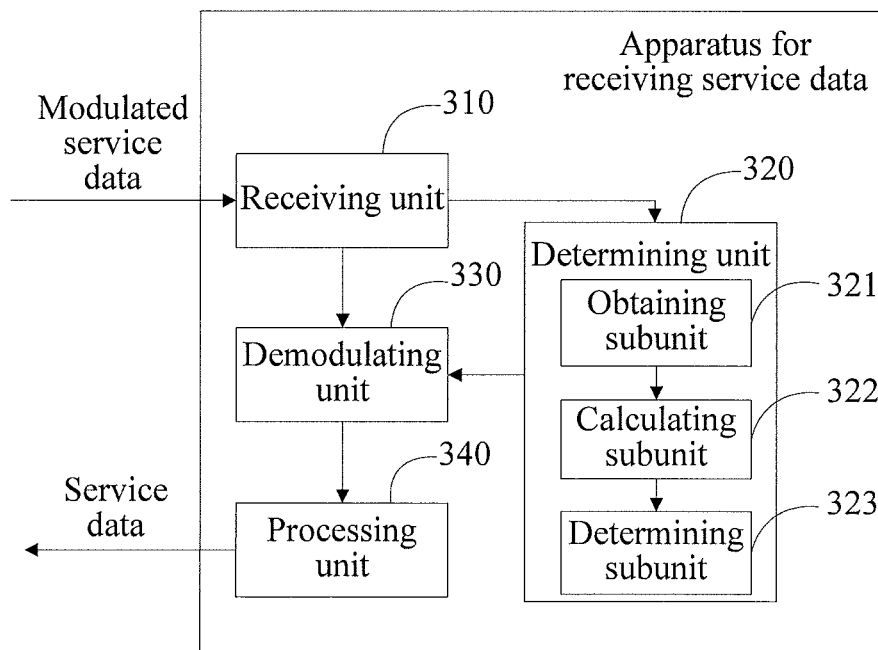 Apparatus for
receiving service data
Modulated
service
data
310
Receiving unit
320
Determining unit
321
Obtaining
subunit
330
Demodulating
unit
322
Calculating
subunit
340
Processing
unit
323
Determining
subunit
Service
data